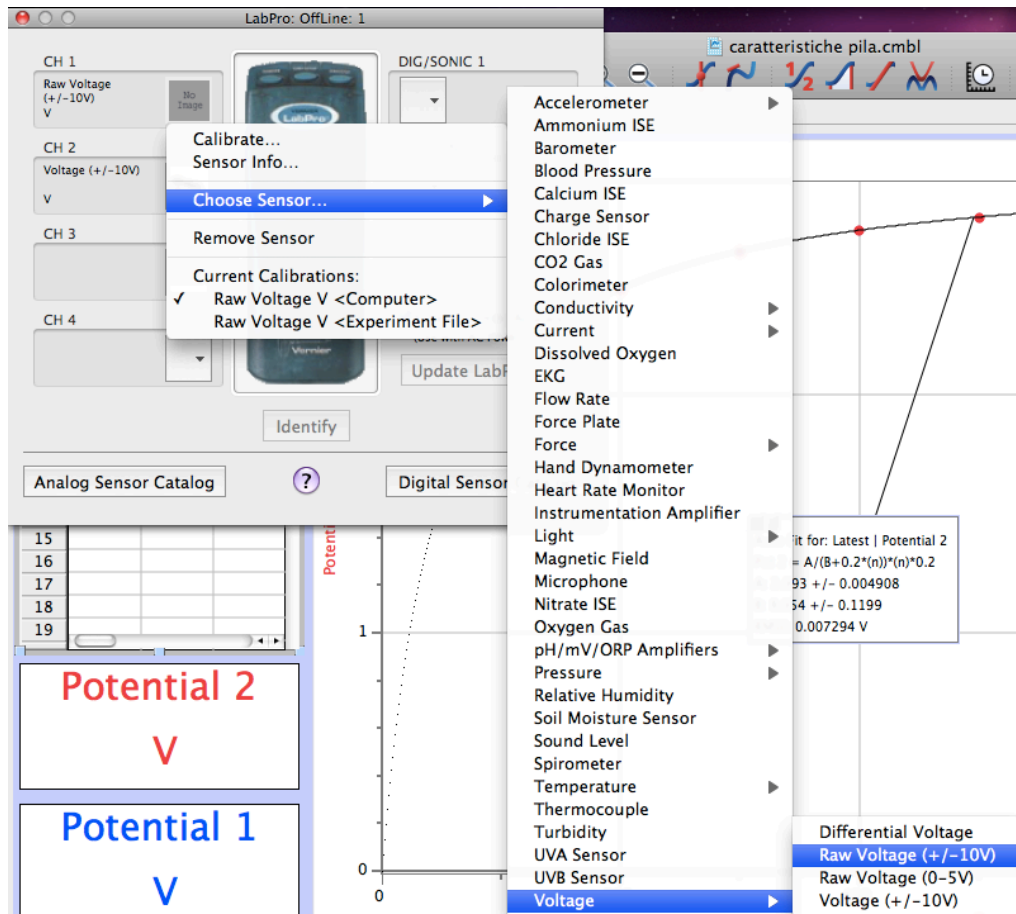 LabPro: OffLine: 1
CH 1
Raw Voltage
(+/-10V)
V
No
Image
CH 2
Voltage (+/-10V)
V
CH 3
CH 4
DIG/SONIC 1
LabPro
Vernier
Update LabP
Identify
Analog Sensor Catalog
?
Digital Sensor
Calibrate...
Sensor Info...
Choose Sensor...
Remove Sensor
Current Calibrations:
✓ Raw Voltage V <Computer>
Raw Voltage V <Experiment File>
caratteristiche pila.cmbl
1/2
Accelerometer
Ammonium ISE
Barometer
Blood Pressure
Calcium ISE
Charge Sensor
Chloride ISE
CO2 Gas
Colorimeter
Conductivity
Current
Dissolved Oxygen
EKG
Flow Rate
Force Plate
Force
Hand Dynamometer
Heart Rate Monitor
Instrumentation Amplifier
Light
Magnetic Field
Microphone
Nitrate ISE
Oxygen Gas
pH/mV/ORP Amplifiers
Pressure
Relative Humidity
Soil Moisture Sensor
Sound Level
Spirometer
Temperature
Thermocouple
Turbidity
UVA Sensor
UVB Sensor
Voltage
Differential Voltage
Raw Voltage (+/-10V)
Raw Voltage (0-5V)
Voltage (+/-10V)
Fit for: Latest | Potential 2
= A/(B+0.2*(n))*(n)*0.2
93 +/- 0.004908
54 +/- 0.1199
0.007294 V
15
16
17
18
19
Potenti
1
0
0
Potential 2
V
Potential 1
V